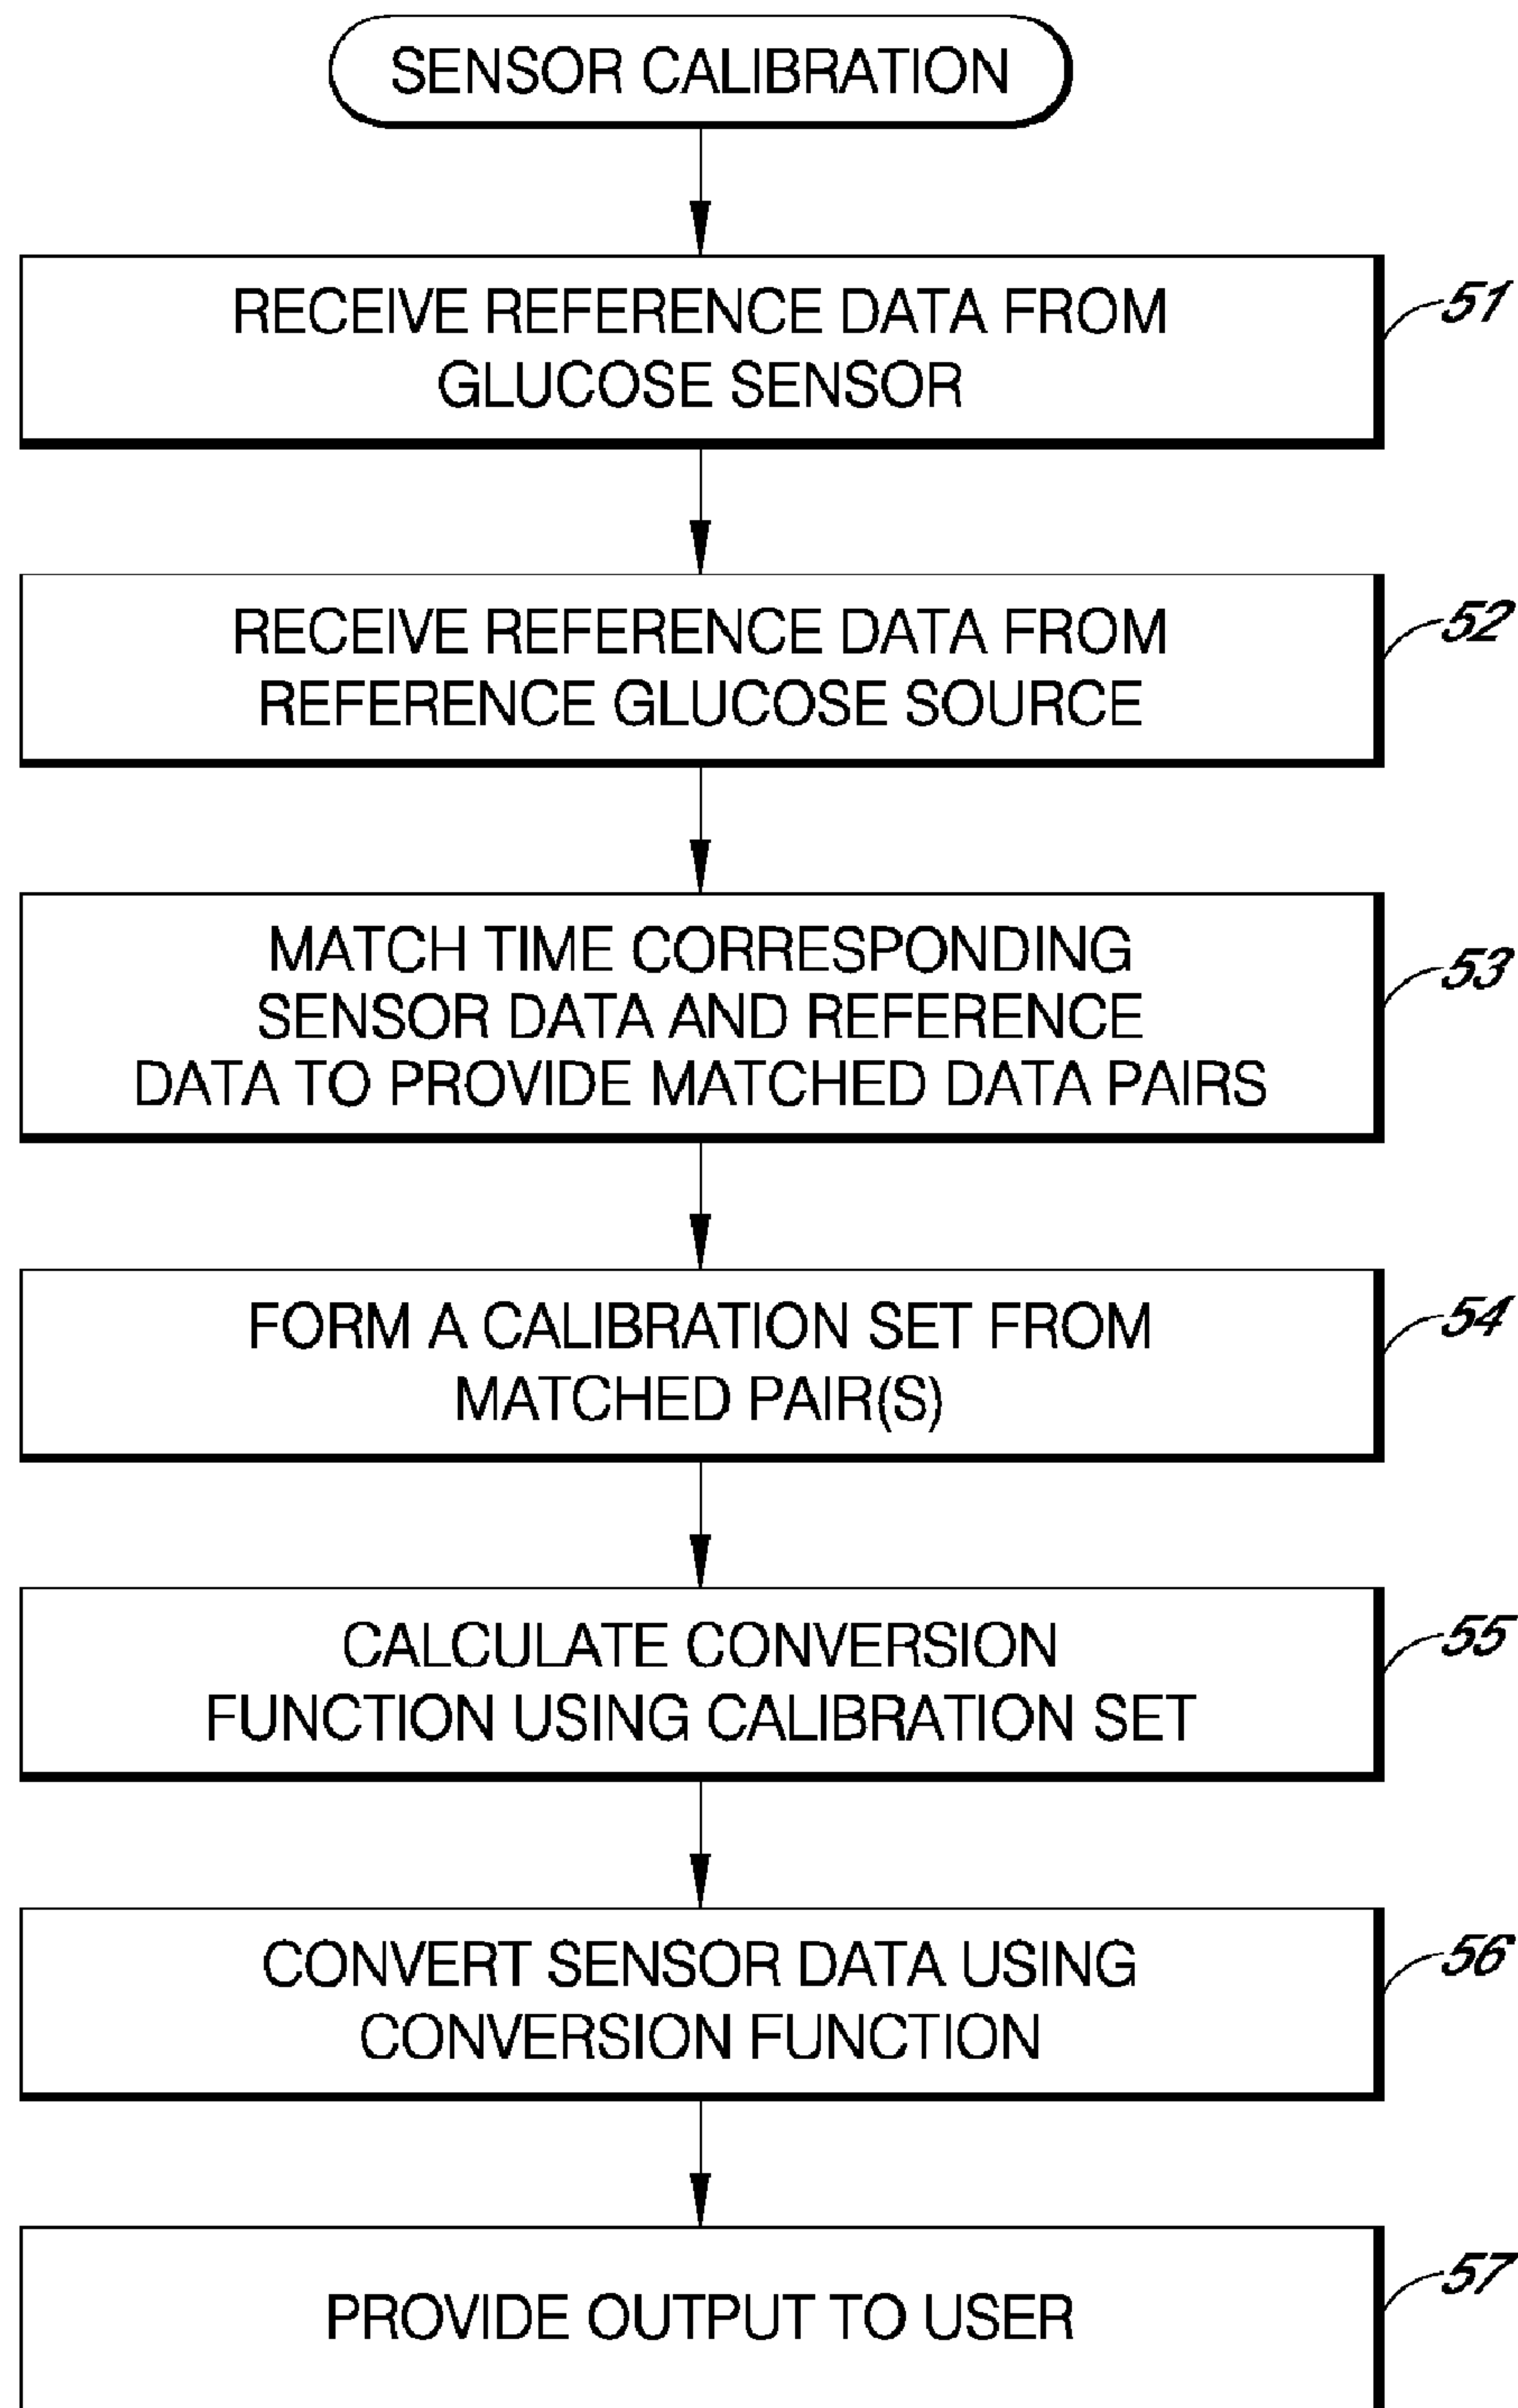 SENSOR CALIBRATION
RECEIVE REFERENCE DATA FROM
GLUCOSE SENSOR
51
RECEIVE REFERENCE DATA FROM
REFERENCE GLUCOSE SOURCE
52
MATCH TIME CORRESPONDING
SENSOR DATA AND REFERENCE
DATA TO PROVIDE MATCHED DATA PAIRS
53
FORM A CALIBRATION SET FROM
MATCHED PAIR(S)
54
CALCULATE CONVERSION
FUNCTION USING CALIBRATION SET
55
CONVERT SENSOR DATA USING
CONVERSION FUNCTION
56
PROVIDE OUTPUT TO USER
57